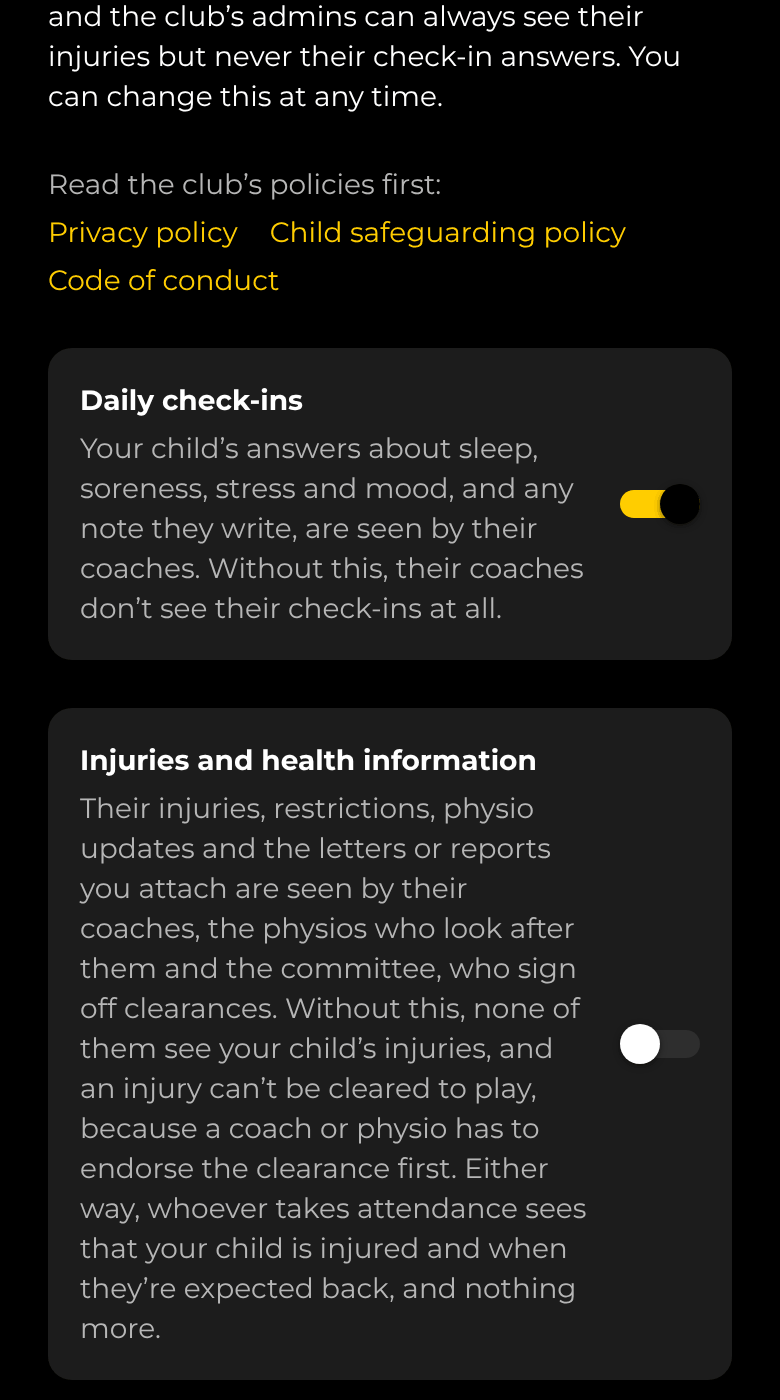 and the club’s admins can always see their
injuries but never their check-in answers. You
can change this at any time.
Read the club’s policies first:
Privacy policy Child safeguarding policy
Code of conduct
Daily check-ins
Your child’s answers about sleep,
soreness, stress and mood, and any
note they write, are seen by their
coaches. Without this, their coaches
don’t see their check-ins at all.
Injuries and health information
Their injuries, restrictions, physio
updates and the letters or reports
you attach are seen by their
coaches, the physios who look after
them and the committee, who sign
off clearances. Without this, none of
them see your child’s injuries, and
an injury can’t be cleared to play,
because a coach or physio has to
endorse the clearance first. Either
way, whoever takes attendance sees
that your child is injured and when
they’re expected back, and nothing
more.